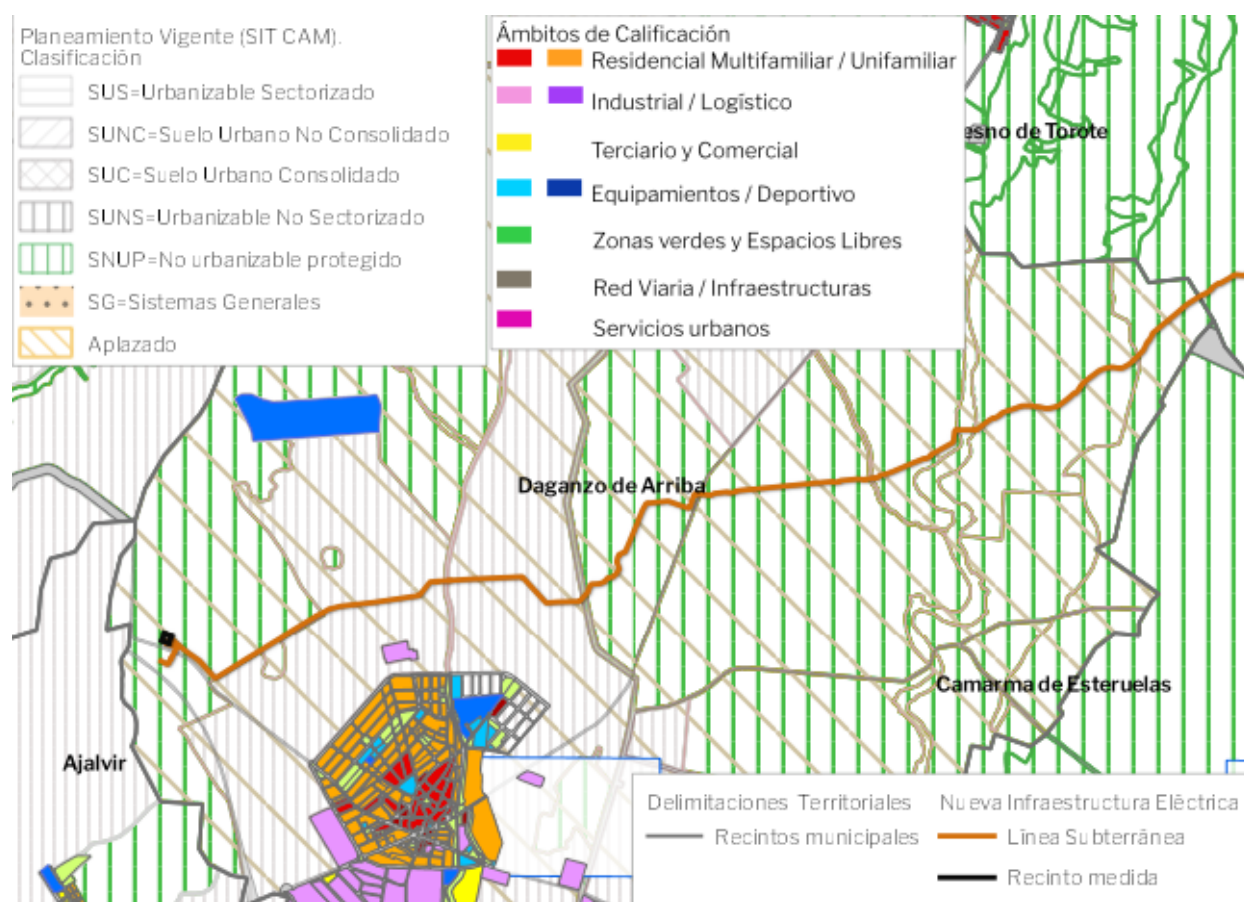 Planeamiento Vigente (SIT CAM).
Clasificación
SUS=Urbanizable Sectorizado
SUNC=Suelo Urbano No Consolidado
SUC=Suelo Urbano Consolidado
SUNS=Urbanizable No Sectorizado
SNUP=No urbanizable protegido
SG=Sistemas Generales
Aplazado
Ámbitos de Calificación
Residencial Multifamiliar / Unifamiliar
Industrial / Logístico
Terciario y Comercial
Equipamientos / Deportivo
Zonas verdes y Espacios Libres
Red Viaria / Infraestructuras
Servicios urbanos
esno de Torote
Daganzo de Arriba
Camarma de Esteruelas
Ajalvir
Delimitaciones Territoriales
Recintos municipales
Nueva Infraestructura Elêctrica
Lînea Subterrânea
Recinto medida